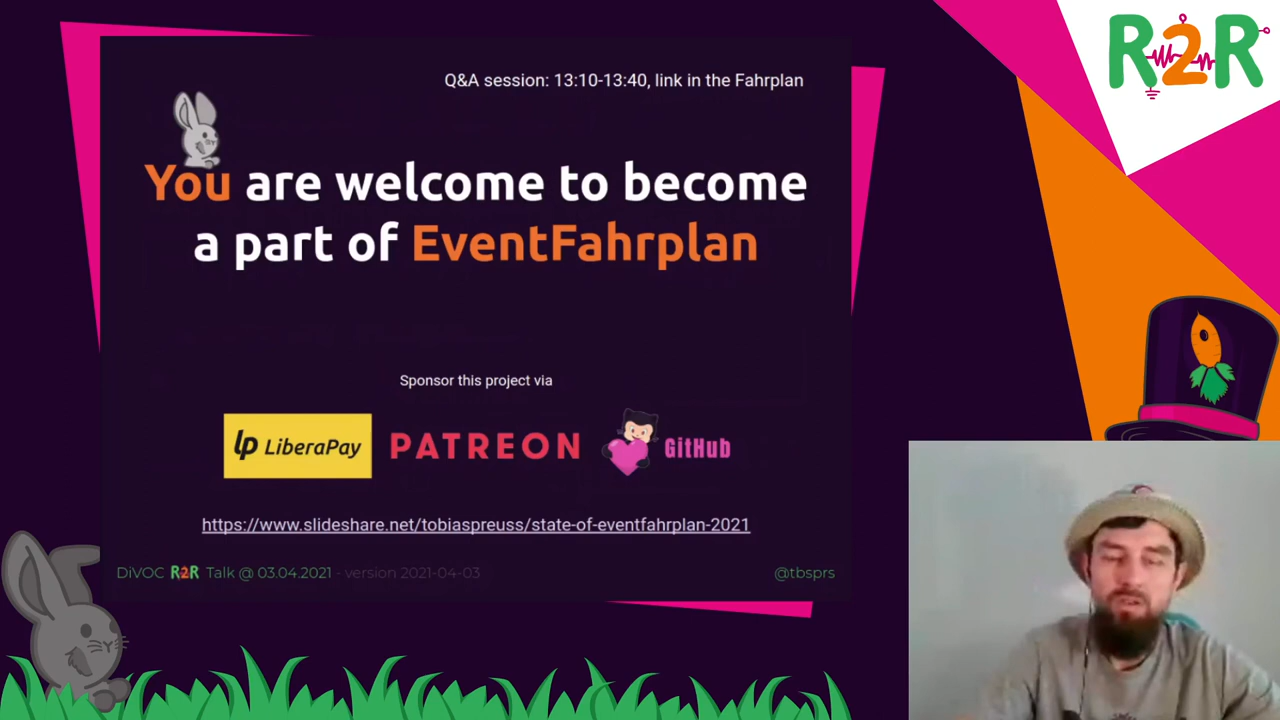 Q&A session: 13:10-13:40, link in the Fahrplan
R2R
You are welcome to become
a part of EventFahrplan
Sponsor this project via
lp LiberaPay PATREON GitHub
https://www.slideshare.net/tobiaspreuss/state-of-eventfahrplan-2021
DiVOC R2R Talk @ 03.04.2021 - version 2021-04-03 @tbsprs